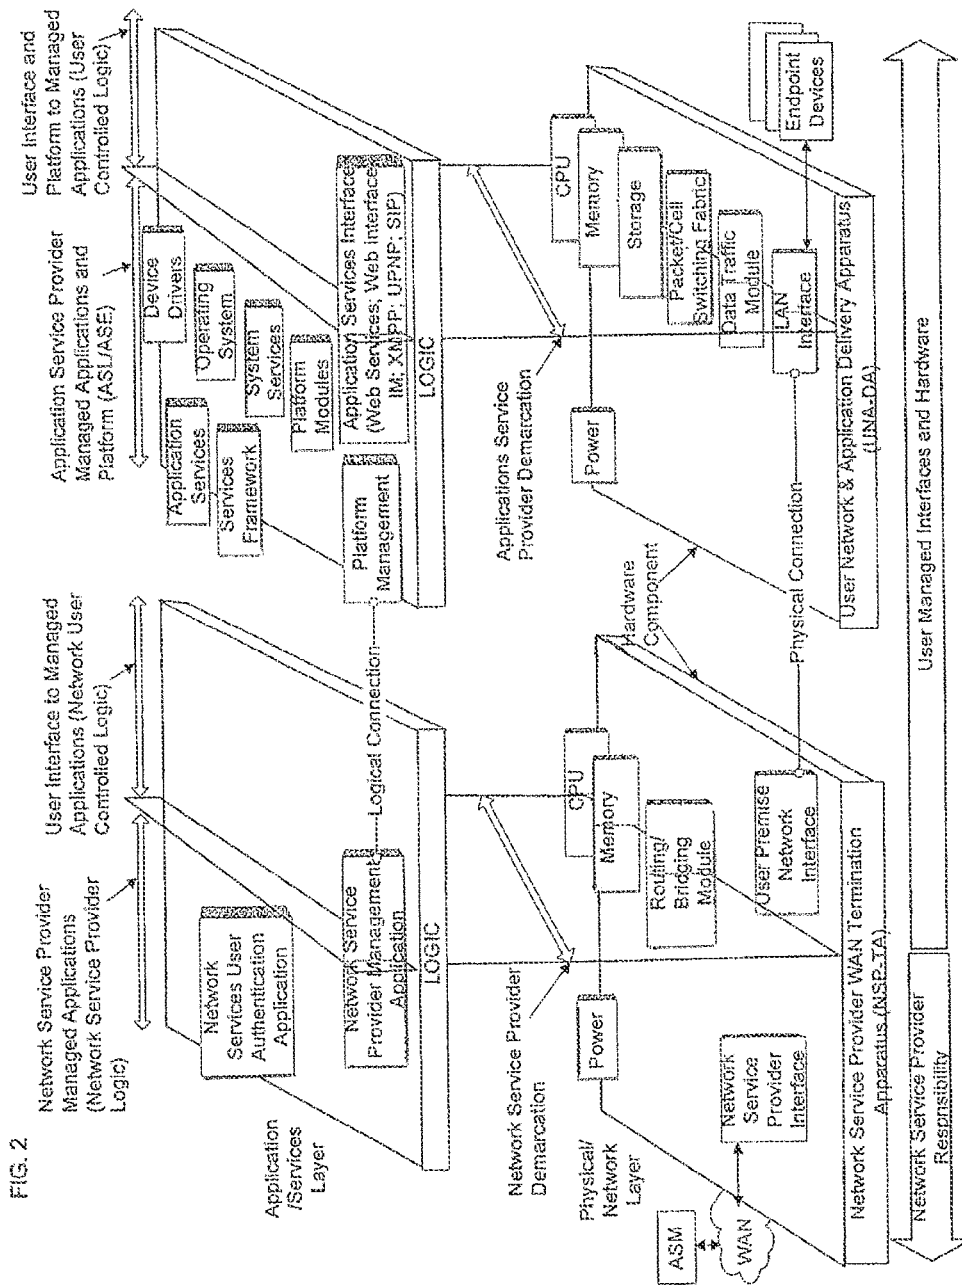 FIG. 2
Network Service Provider
Managed Applications
(Network Service Provider
Logic)
User Interface to Managed
Applications (Network User
Controlled Logic)
Application Service Provider
Managed Applications and
Platform (ASL/ASE)
User Interface and
Platform to Managed
Applications (User
Controlled Logic)
Application
/Services
Layer
Network
Services User
Authentication
Application
Network Service
Provider Management
Application
LOGIC
Logical Connection
Application
Services
Services
Framework
Device
Drivers
Operating
System
System
Services
Platform
Modules
Platform
Management
Application Services Interface
(Web Services; Web Interface
IM; XMPP; UPNP; SIP)
LOGIC
Network Service Provider
Demarcation
Applications Service
Provider Demarcation
Physical/
Network
Layer
ASM
WAN
Power
Network
Service
Provider
Interface
CPU
Memory
Routing/
Bridging
Module
User Premise
Network
Interface
Network Service Provider WAN Termination
Apparatus (NSP-TA)
Hardware
Component
Physical Connection
Power
CPU
Memory
Storage
Packet/Cell
Switching Fabric
Data Traffic
Module
LAN
Interface
Endpoint
Devices
User Network & Application Delivery Apparatus
(UNA-DA)
Network Service Provider
Respnsibility
User Managed Interfaces and Hardware